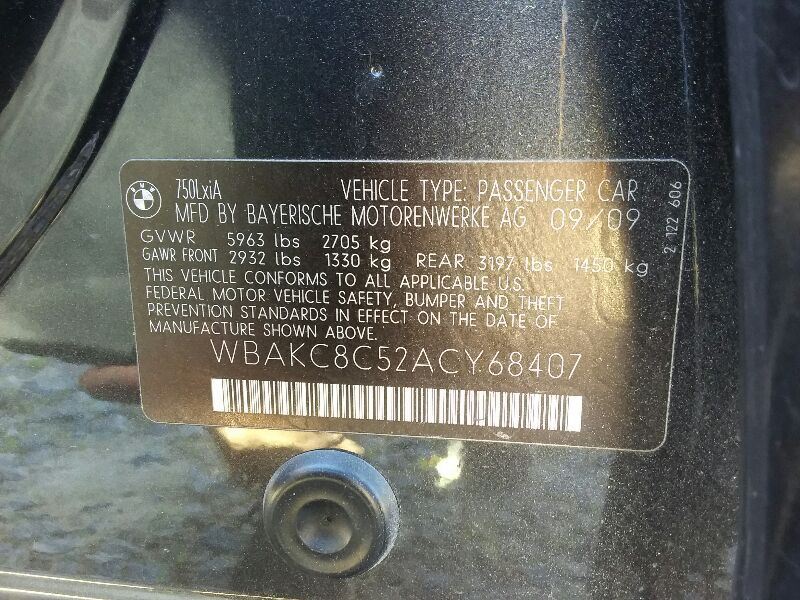 BMW
750LxiA VEHICLE TYPE: PASSENGER CAR
MFD BY BAYERISCHE MOTORENWERKE AG 09/09
GVWR 5963 lbs 2705 kg
GAWR FRONT 2932 lbs 1330 kg REAR 3197 lbs 1450 kg
THIS VEHICLE CONFORMS TO ALL APPLICABLE U.S.
FEDERAL MOTOR VEHICLE SAFETY, BUMPER AND THEFT
PREVENTION STANDARDS IN EFFECT ON THE DATE OF
MANUFACTURE SHOWN ABOVE.
WBAKC8C52ACY68407
2 122 606